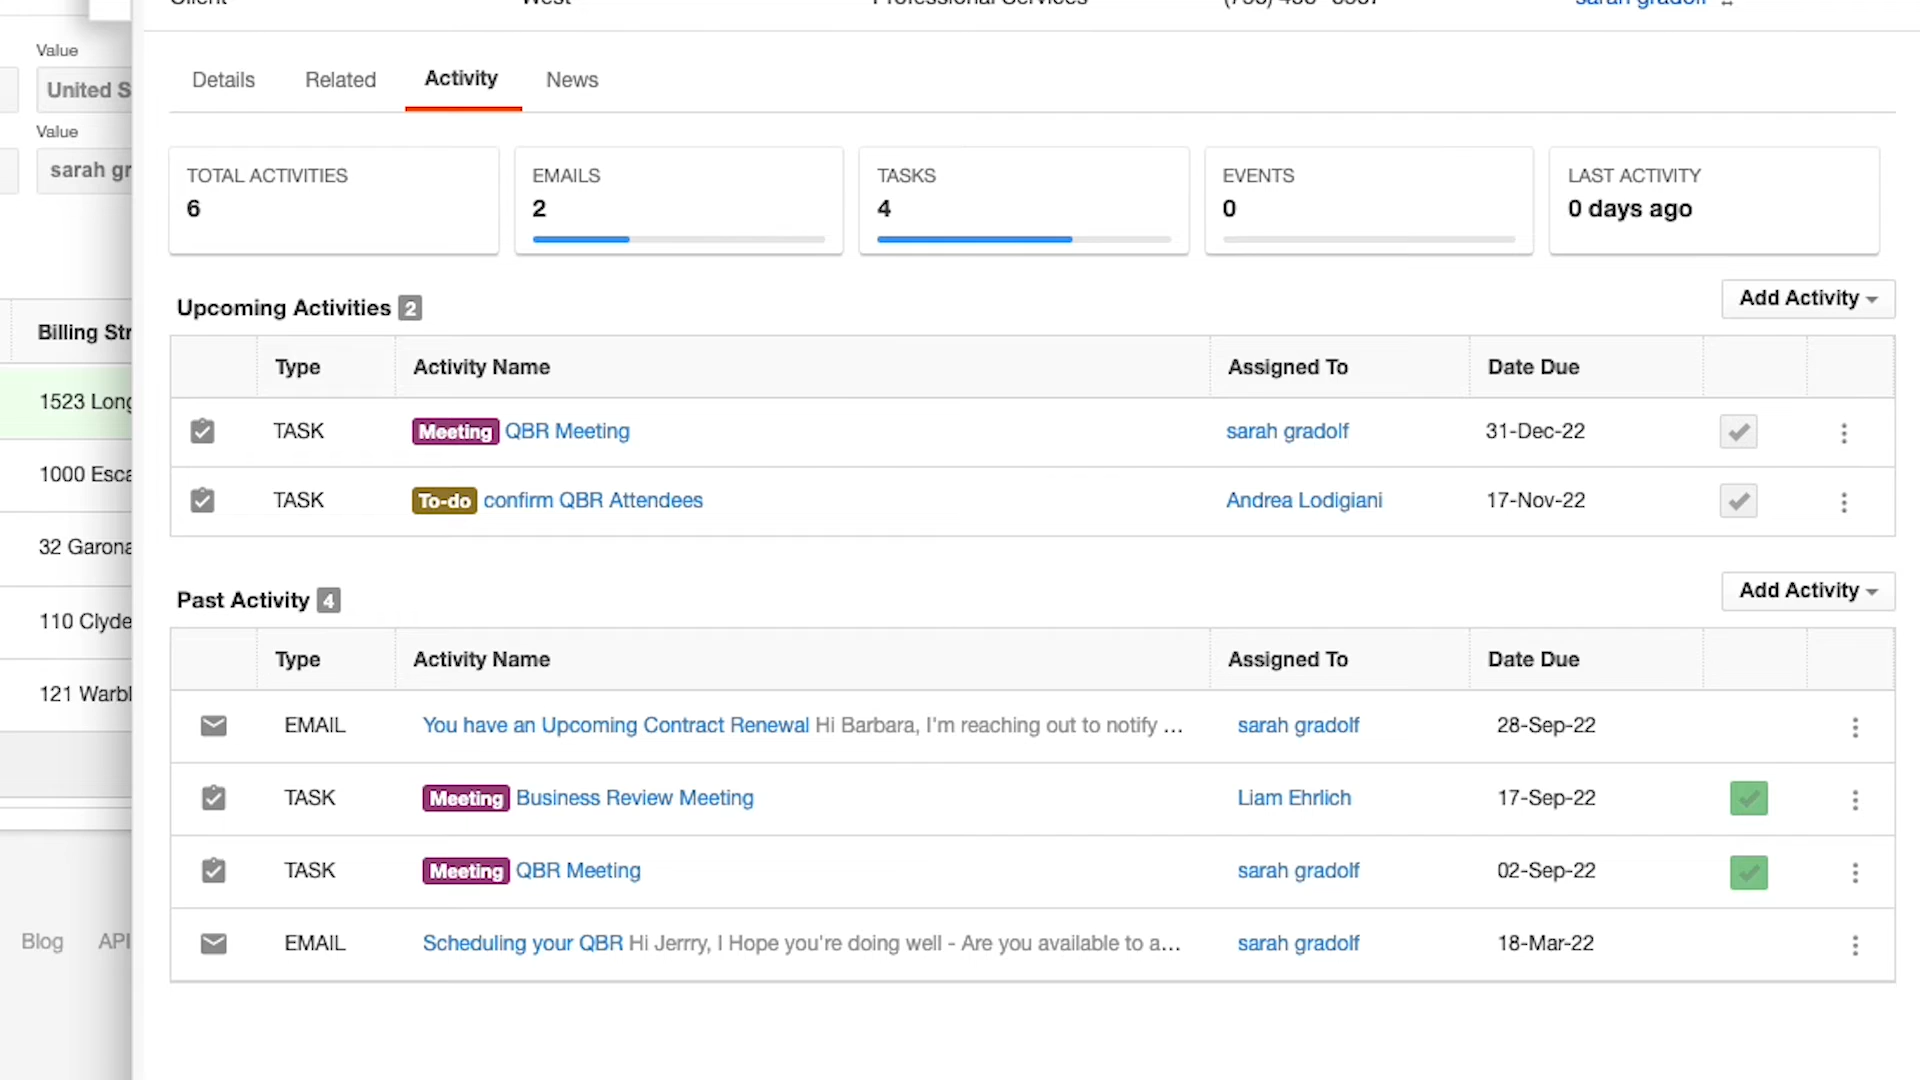 Value
United S
Value
sarah gr
Billing Str
1523 Long
1000 Esca
32 Garona
110 Clyde
121 Warbl
Blog API
Client West Professional Services sarah gradolf
Details Related Activity News
TOTAL ACTIVITIES
6
EMAILS
2
TASKS
4
EVENTS
0
LAST ACTIVITY
0 days ago
Upcoming Activities 2
Add Activity
Type Activity Name Assigned To Date Due
TASK Meeting QBR Meeting sarah gradolf 31-Dec-22
TASK To-do confirm QBR Attendees Andrea Lodigiani 17-Nov-22
Past Activity 4
Add Activity
Type Activity Name Assigned To Date Due
EMAIL You have an Upcoming Contract Renewal Hi Barbara, I'm reaching out to notify ... sarah gradolf 28-Sep-22
TASK Meeting Business Review Meeting Liam Ehrlich 17-Sep-22
TASK Meeting QBR Meeting sarah gradolf 02-Sep-22
EMAIL Scheduling your QBR Hi Jerrry, I Hope you're doing well - Are you available to a... sarah gradolf 18-Mar-22